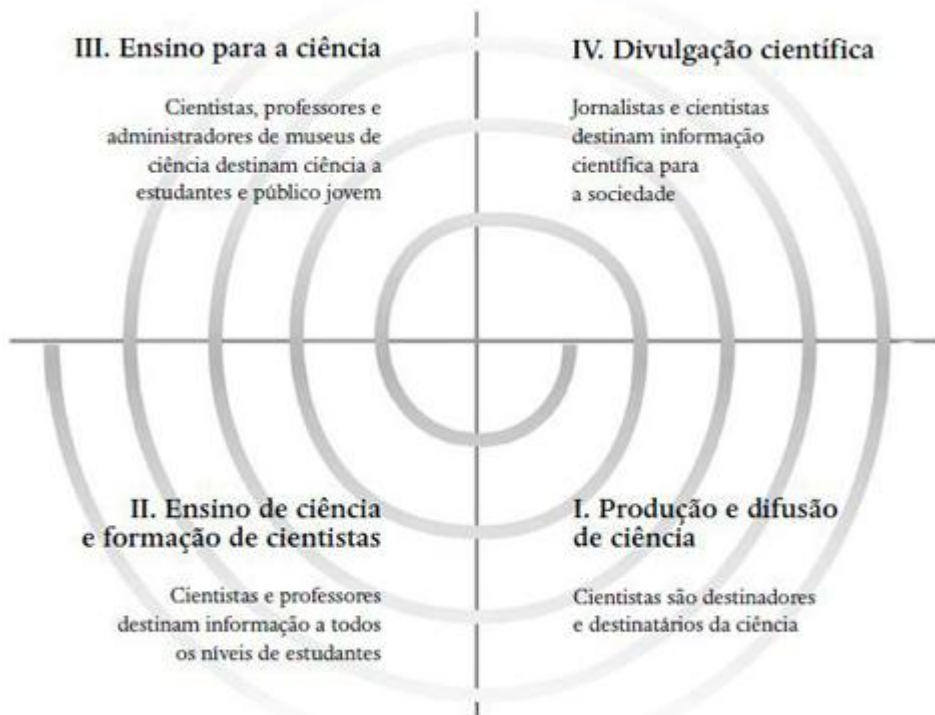 III. Ensino para a ciência
Cientistas, professores e
administradores de museus de
ciência destinam ciência a
estudantes e público jovem
IV. Divulgação científica
Jornalistas e cientistas
destinam informação
científica para
a sociedade
II. Ensino de ciência
e formação de cientistas
Cientistas e professores
destinam informação a todos
os níveis de estudantes
I. Produção e difusão
de ciência
Cientistas são destinadores
e destinatários da ciência